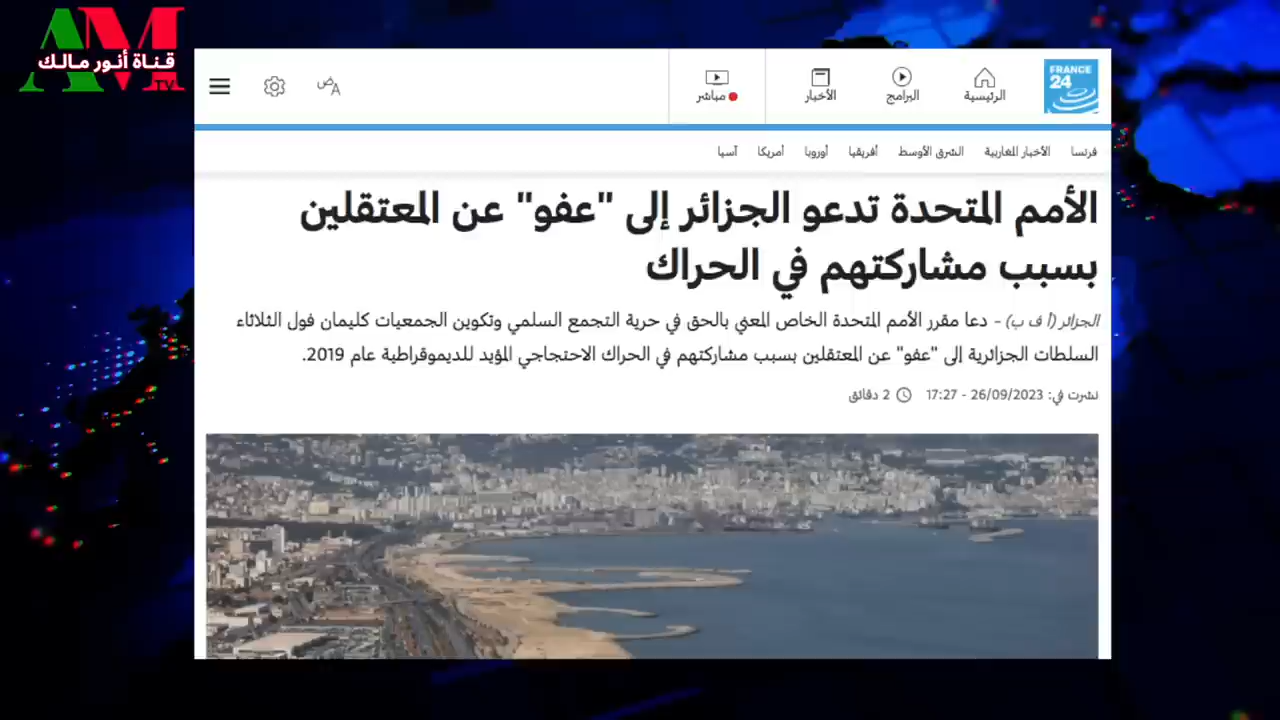 AM
قناة أنور مالك
TV
FRANCE
24
الرئيسية
البرامج
الأخبار
مباشر
ض A
فرنسا
الأخبار المغاربية
الشرق الأوسط
أفريقيا
أوروبا
أمريكا
آسيا
الأمم المتحدة تدعو الجزائر إلى "عفو" عن المعتقلين
بسبب مشاركتهم في الحراك
الجزائر (أ ف ب) – دعا مقرر الأمم المتحدة الخاص المعني بالحق في حرية التجمع السلمي وتكوين الجمعيات كليمان فول الثلاثاء
السلطات الجزائرية إلى "عفو" عن المعتقلين بسبب مشاركتهم في الحراك الاحتجاجي المؤيد للديموقراطية عام 2019.
نشرت في: 26/09/2023 - 17:27
2 دقائق